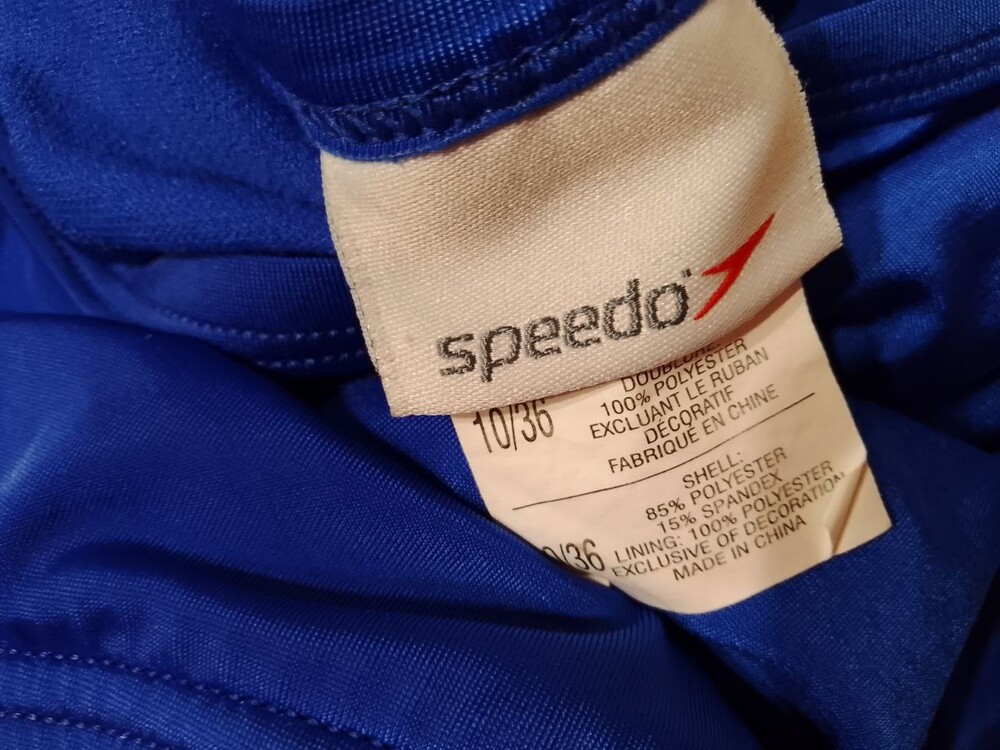 speedo
DOUBLURE:
100% POLYESTER
EXCLUANT LE RUBAN
DÉCORATIF
FABRIQUÉ EN CHINE
10/36
SHELL:
85% POLYESTER
15% SPANDEX
LINING: 100% POLYESTER
EXCLUSIVE OF DECORATION
MADE IN CHINA
/36